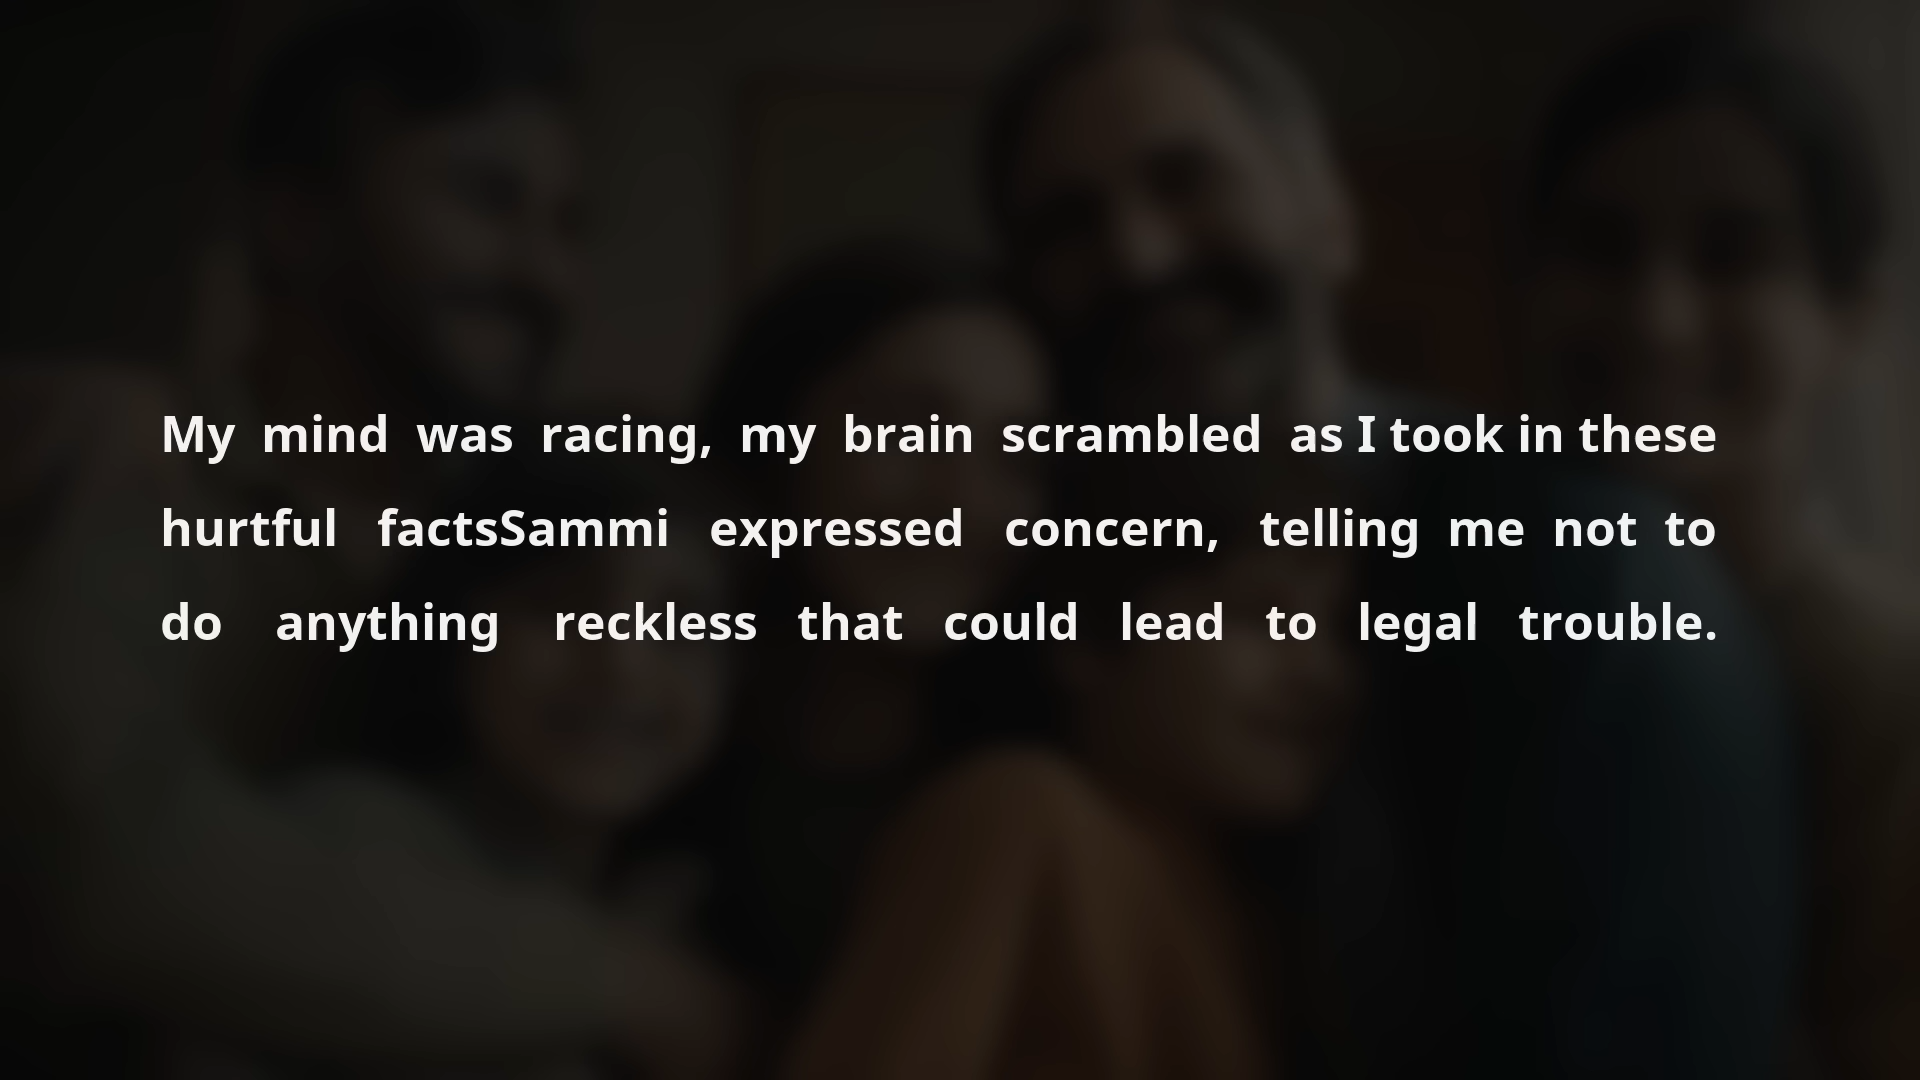 My mind was racing, my brain scrambled as I took in these
hurtful factsSammi expressed concern, telling me not to
do anything reckless that could lead to legal trouble.